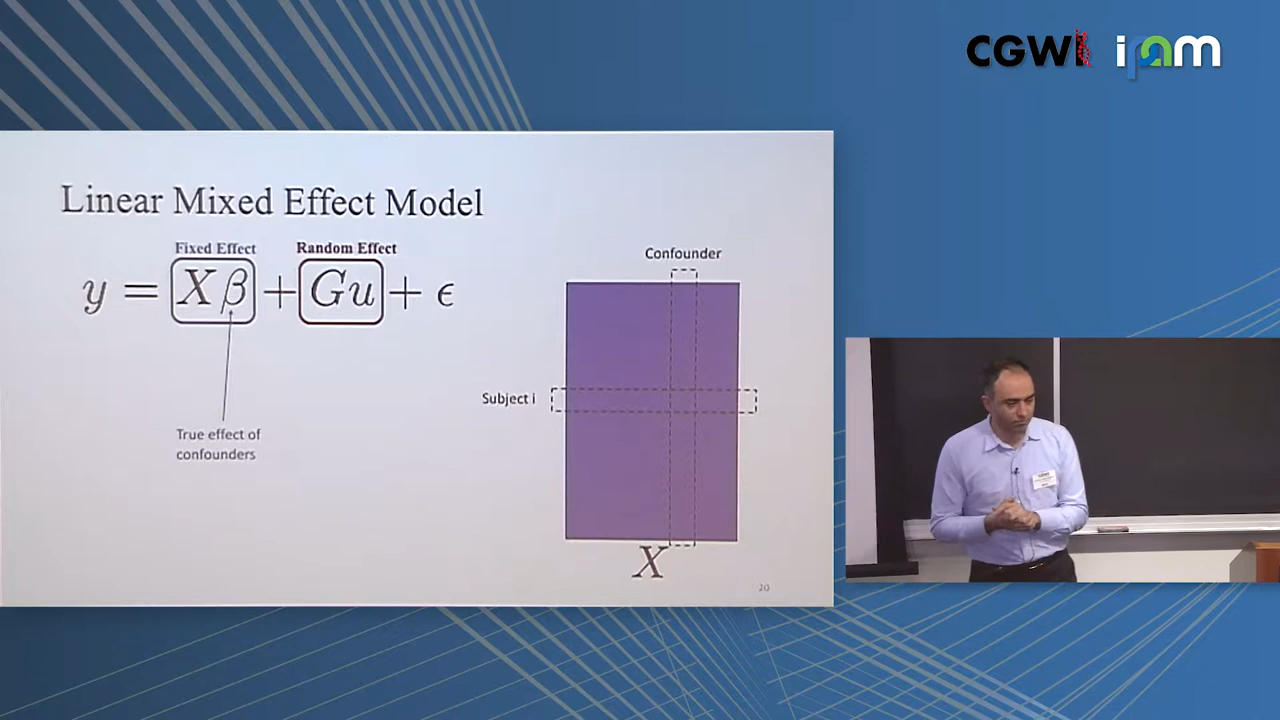 CGWI ipam
Linear Mixed Effect Model
Fixed Effect Random Effect
y = Xβ + Gu + ϵ
True effect of
confounders
Confounder
Subject i
X
20